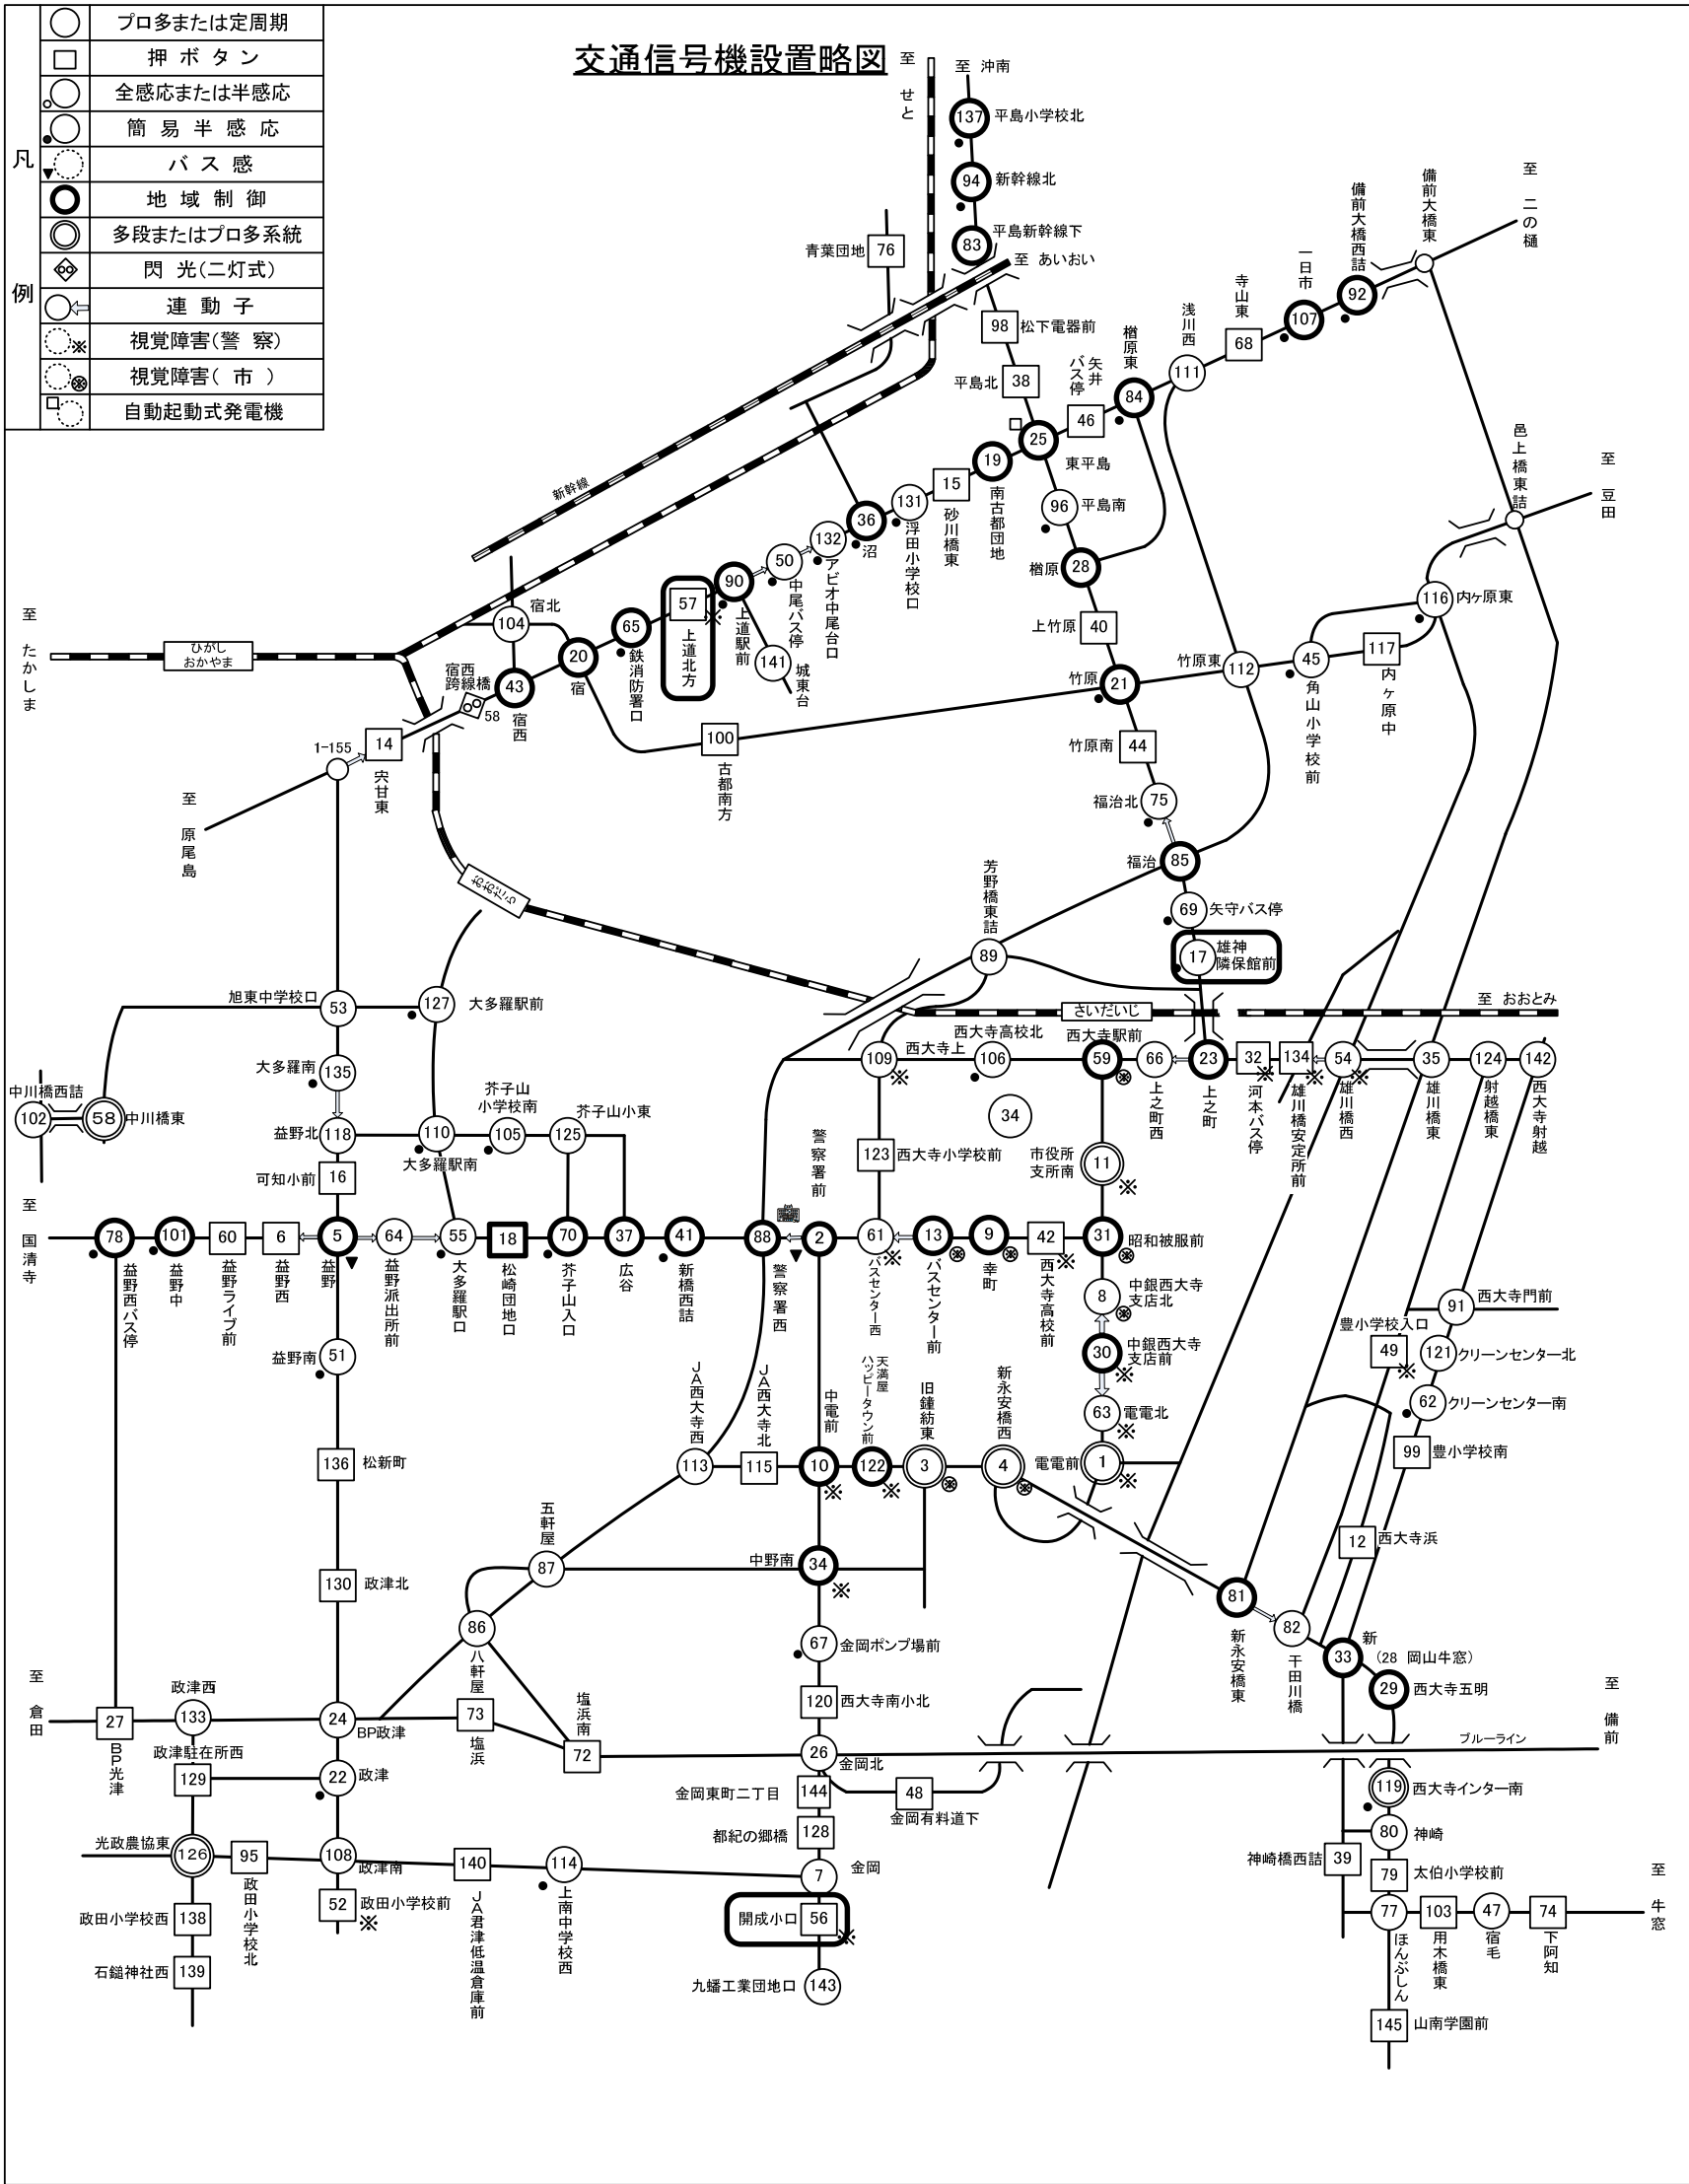 交通信号機設置略図
凡例
プロ多または定周期
押ボタン
全感応または半感応
簡易半感応
バス感
地域制御
多段またはプロ多系統
閃光(二灯式)
連動子
視覚障害(警 察)
視覚障害( 市 )
自動起動式発電機
至 せと
至 沖南
137 平島小学校北
94 新幹線北
83 平島新幹線下
至 あいおい
青葉団地 76
98 松下電器前
平島北 38
矢井バス停 46
楢原東 84
浅川西 111
寺山東 68
一日市 107
備前大橋西詰 92
備前大橋東
至 二の樋
邑上橋東詰
至 豆田
新幹線
25 東平島
19 南古都団地
15 砂川橋東
131 浮田小学校口
36 沼
132 アビオ中尾台口
50 中尾バス停
90 上道駅前
57 ※ 上道北方
65 鉄消防署口
20 宿
宿北 104
141 城東台
43 宿西
宿西跨線橋 58
96 平島南
楢原 28
上竹原 40
竹原 21
竹原東 112
45 角山小学校前
117 内ヶ原中
116 内ヶ原東
竹原南 44
福治北 75
福治 85
69 矢守バス停
17 雄神隣保館前
100 古都南方
至 たかしま
ひがしおかやま
1-155
14 宍甘東
至 原尾島
おおだら
芳野橋東詰 89
さいだいじ
至 おおとみ
旭東中学校口 53
127 大多羅駅前
大多羅南 135
中川橋西詰 102
58 中川橋東
益野北 118
110 大多羅駅南
芥子山小学校南 105
芥子山小東 125
可知小前 16
109 ※ 西大寺上
西大寺高校北 106
西大寺駅前 59
66 上之町西
23 上之町
32 ※ 河本バス停
134 ※ 雄川橋安定所前
54 ※ 雄川橋西
35 雄川橋東
124 射越橋東
142 西大寺射越
34
123 西大寺小学校前
市役所支所南 11 ※
警察署前
至 国清寺
78 益野西バス停
101 益野中
60 益野ライブ前
6 益野西
5 益野
64 益野派出所前
55 大多羅駅口
18 松崎団地口
70 芥子山入口
37 広谷
41 新橋西詰
88 警察署西
2
61 ※ バスセンター西
13 バスセンター前
9 幸町
42 ※ 西大寺高校前
31 昭和被服前
8 中銀西大寺支店北
30 ※ 中銀西大寺支店前
63 ※ 電電北
電電前 1 ※
91 西大寺門前
豊小学校入口 49 ※
121 クリーンセンター北
62 クリーンセンター南
99 豊小学校南
12 西大寺浜
益野南 51
136 松新町
130 政津北
JA西大寺西 113
JA西大寺北 115
中電前 10 ※
天満屋ハッピータウン前 122 ※
旧鐘紡東 3
新永安橋西 4
五軒屋 87
中野南 34 ※
86 八軒屋
67 金岡ポンプ場前
81 新永安橋東
82 干田川橋
33 新
(28 岡山牛窓)
29 西大寺五明
至 倉田
27 BP光津
政津西 133
24 BP政津
73 塩浜
塩浜南 72
120 西大寺南小北
26 金岡北
ブルーライン
至 備前
政津駐在所西 129
22 政津
金岡東町二丁目 144
48 金岡有料道下
都紀の郷橋 128
119 西大寺インター南
80 神崎
神崎橋西詰 39
79 太伯小学校前
光政農協東 126
95 政田小学校北
108 政津南
140 JA君津低温倉庫前
114 上南中学校西
7 金岡
52 政田小学校前 ※
政田小学校西 138
開成小口 56 ※
石鎚神社西 139
九蟠工業団地口 143
77 ほんぶしん
103 用木橋東
47 宿毛
74 下阿知
至 牛窓
145 山南学園前